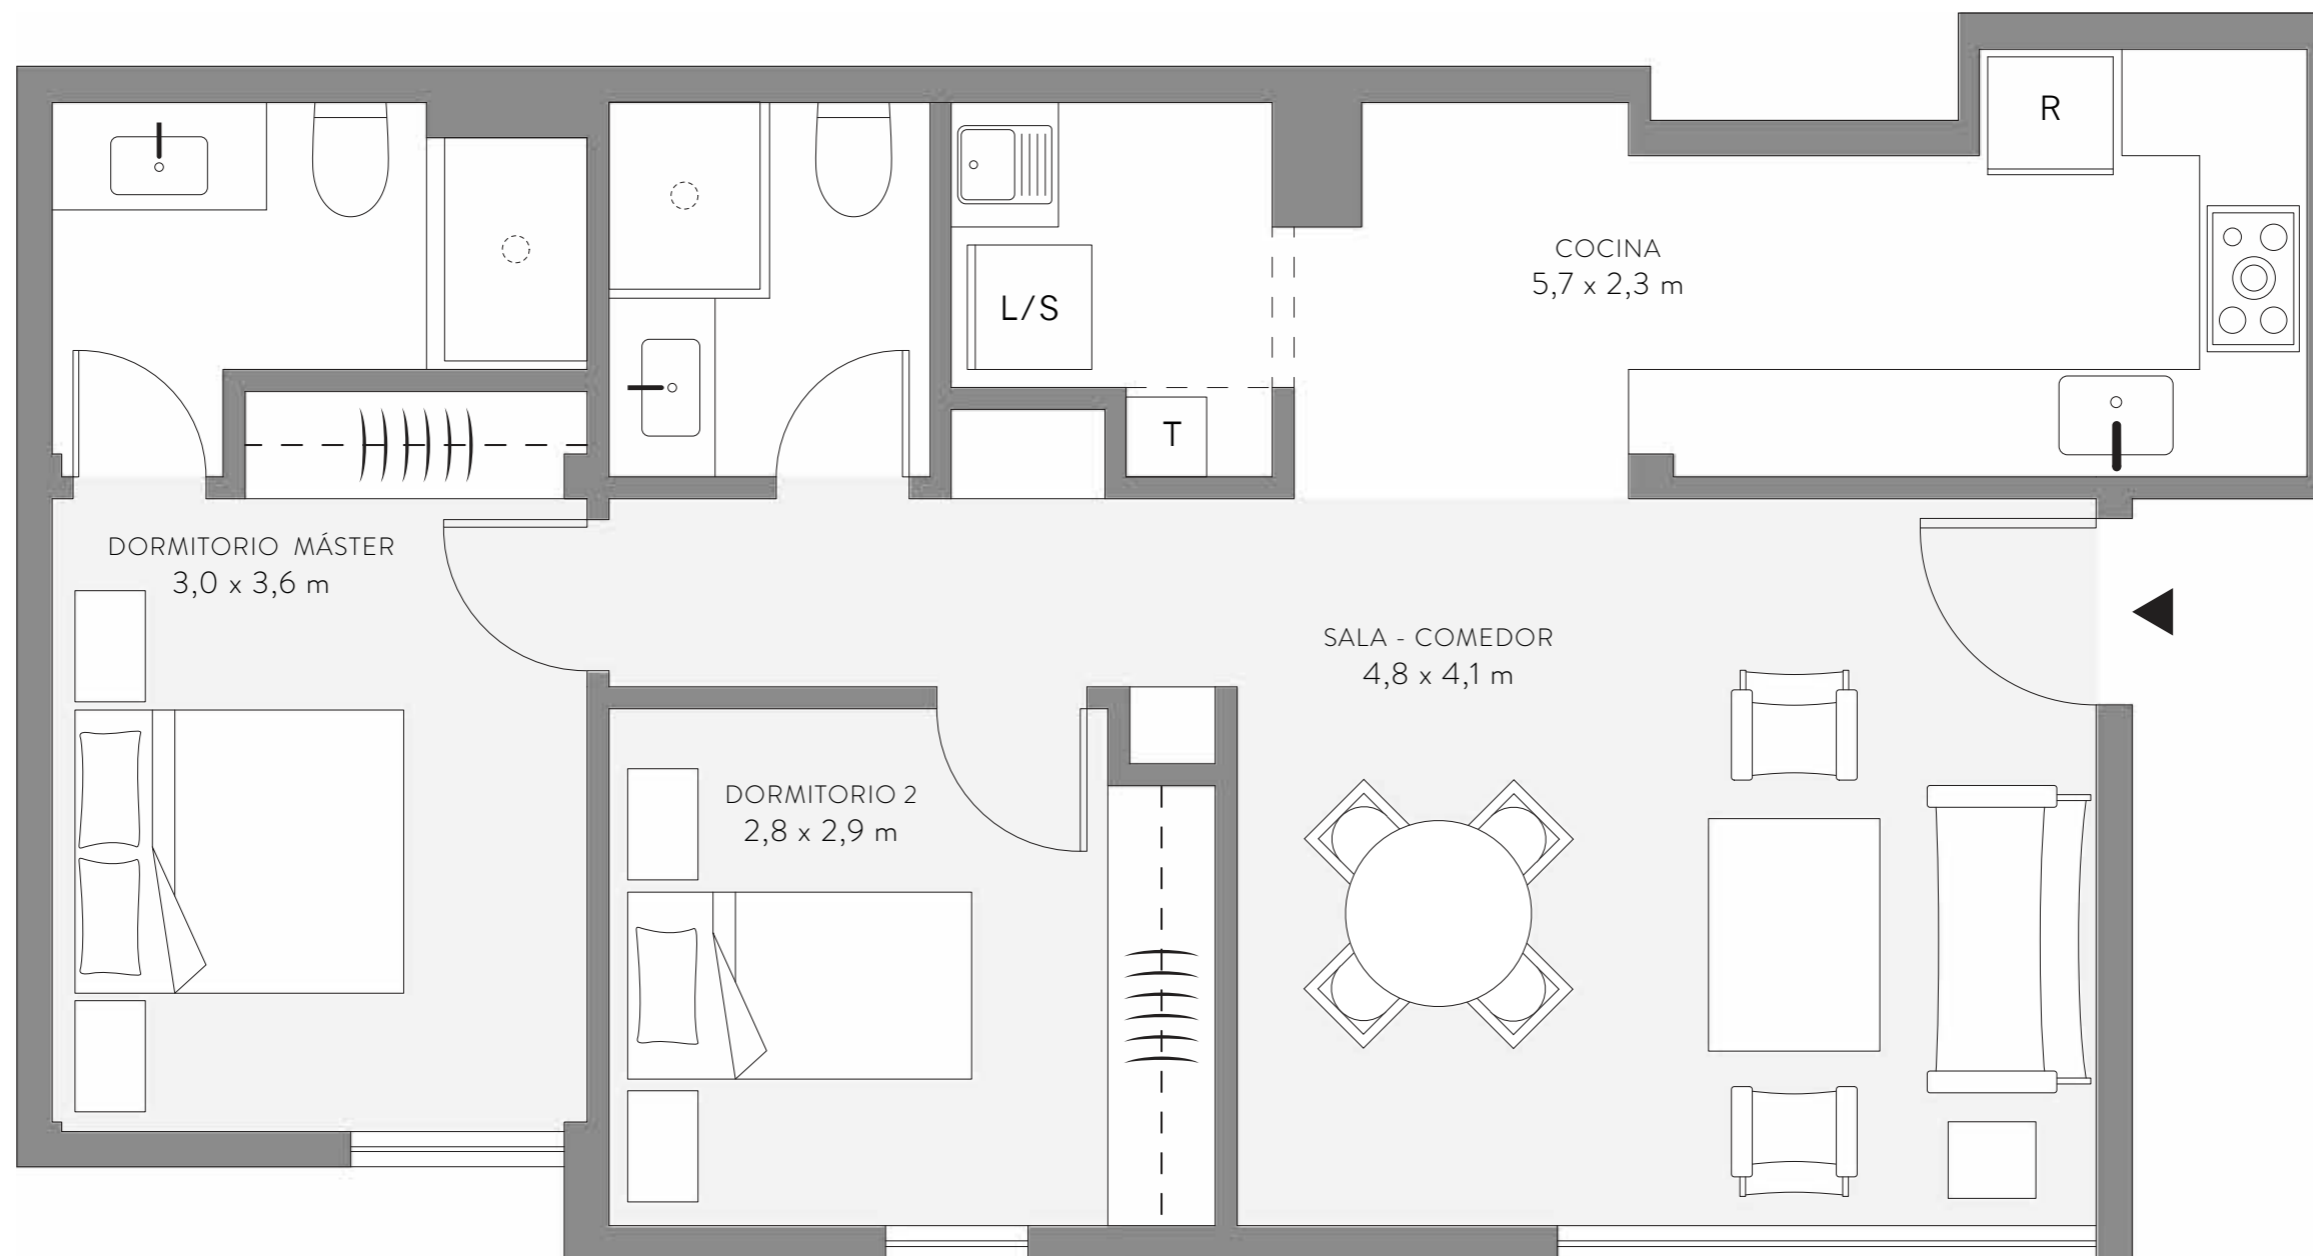 R
COCINA
5,7 x 2,3 m
L/S
T
DORMITORIO MÁSTER
3,0 x 3,6 m
SALA - COMEDOR
4,8 x 4,1 m
DORMITORIO 2
2,8 x 2,9 m